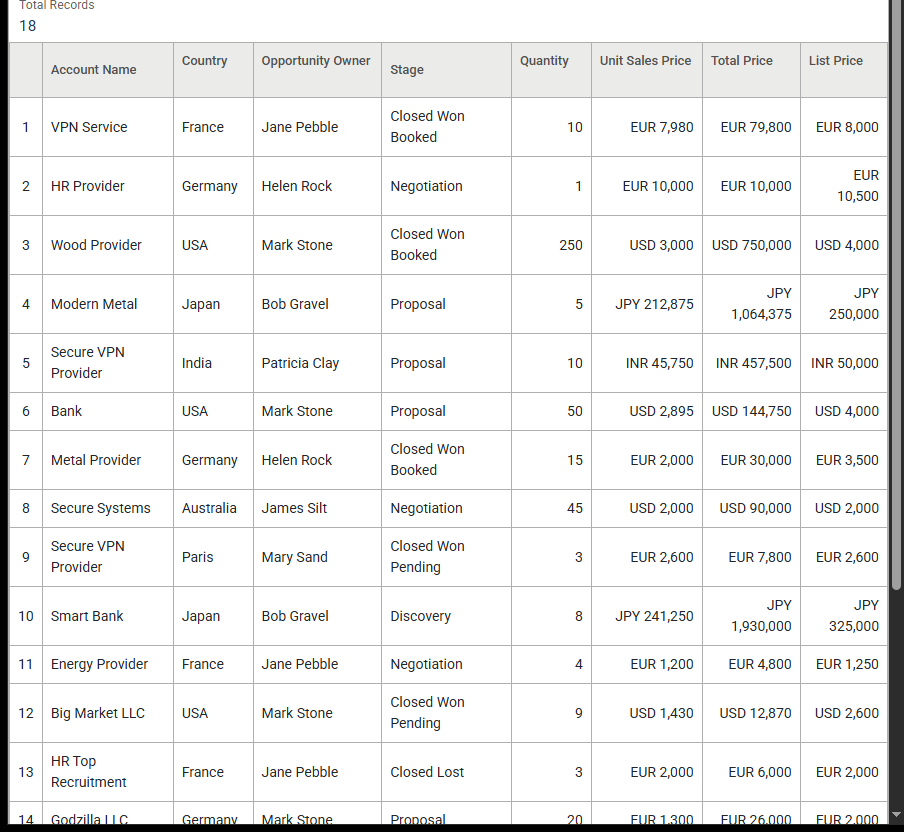 Total Records
18
Account Name Country Opportunity Owner Stage Quantity Unit Sales Price Total Price List Price
1 VPN Service France Jane Pebble Closed Won Booked 10 EUR 7,980 EUR 79,800 EUR 8,000
2 HR Provider Germany Helen Rock Negotiation 1 EUR 10,000 EUR 10,000 EUR 10,500
3 Wood Provider USA Mark Stone Closed Won Booked 250 USD 3,000 USD 750,000 USD 4,000
4 Modern Metal Japan Bob Gravel Proposal 5 JPY 212,875 JPY 1,064,375 JPY 250,000
5 Secure VPN Provider India Patricia Clay Proposal 10 INR 45,750 INR 457,500 INR 50,000
6 Bank USA Mark Stone Proposal 50 USD 2,895 USD 144,750 USD 4,000
7 Metal Provider Germany Helen Rock Closed Won Booked 15 EUR 2,000 EUR 30,000 EUR 3,500
8 Secure Systems Australia James Silt Negotiation 45 USD 2,000 USD 90,000 USD 2,000
9 Secure VPN Provider Paris Mary Sand Closed Won Pending 3 EUR 2,600 EUR 7,800 EUR 2,600
10 Smart Bank Japan Bob Gravel Discovery 8 JPY 241,250 JPY 1,930,000 JPY 325,000
11 Energy Provider France Jane Pebble Negotiation 4 EUR 1,200 EUR 4,800 EUR 1,250
12 Big Market LLC USA Mark Stone Closed Won Pending 9 USD 1,430 USD 12,870 USD 2,600
13 HR Top Recruitment France Jane Pebble Closed Lost 3 EUR 2,000 EUR 6,000 EUR 2,000
14 Godzilla LLC Germany Mark Stone Proposal 20 EUR 1,300 EUR 26,000 EUR 2,000